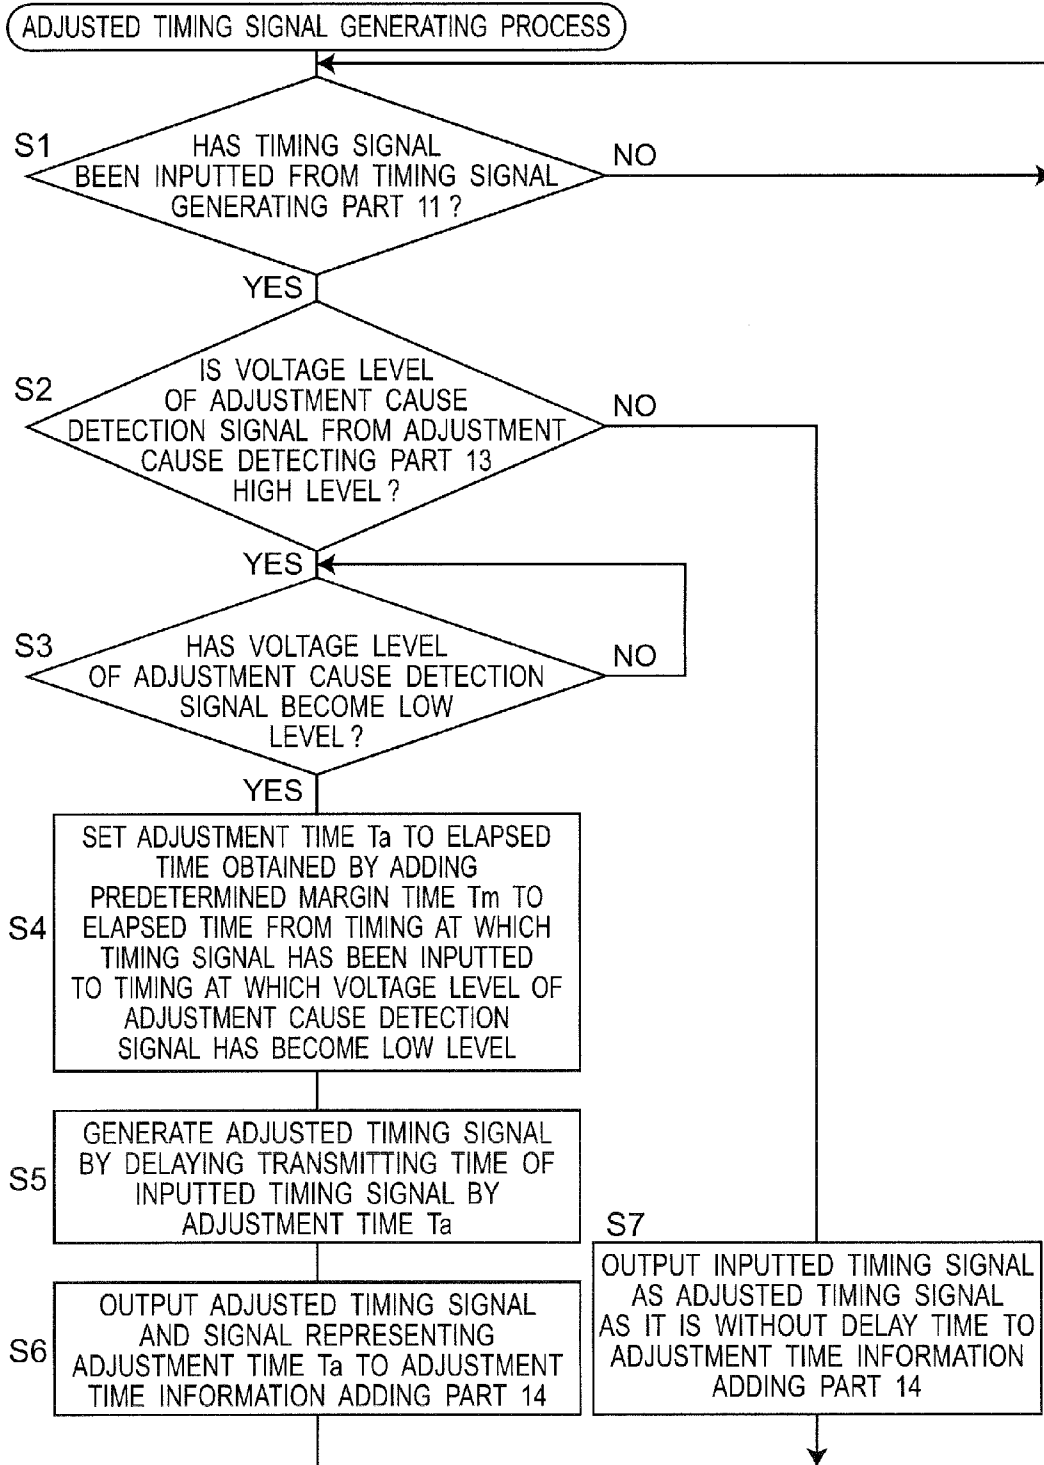 ADJUSTED TIMING SIGNAL GENERATING PROCESS
S1
HAS TIMING SIGNAL
BEEN INPUTTED FROM TIMING SIGNAL
GENERATING PART 11 ?
NO
YES
S2
IS VOLTAGE LEVEL
OF ADJUSTMENT CAUSE
DETECTION SIGNAL FROM ADJUSTMENT
CAUSE DETECTING PART 13
HIGH LEVEL ?
NO
YES
S3
HAS VOLTAGE LEVEL
OF ADJUSTMENT CAUSE DETECTION
SIGNAL BECOME LOW
LEVEL ?
NO
YES
S4
SET ADJUSTMENT TIME Ta TO ELAPSED
TIME OBTAINED BY ADDING
PREDETERMINED MARGIN TIME Tm TO
ELAPSED TIME FROM TIMING AT WHICH
TIMING SIGNAL HAS BEEN INPUTTED
TO TIMING AT WHICH VOLTAGE LEVEL OF
ADJUSTMENT CAUSE DETECTION
SIGNAL HAS BECOME LOW LEVEL
S5
GENERATE ADJUSTED TIMING SIGNAL
BY DELAYING TRANSMITTING TIME OF
INPUTTED TIMING SIGNAL BY
ADJUSTMENT TIME Ta
S6
OUTPUT ADJUSTED TIMING SIGNAL
AND SIGNAL REPRESENTING
ADJUSTMENT TIME Ta TO ADJUSTMENT
TIME INFORMATION ADDING PART 14
S7
OUTPUT INPUTTED TIMING SIGNAL
AS ADJUSTED TIMING SIGNAL
AS IT IS WITHOUT DELAY TIME TO
ADJUSTMENT TIME INFORMATION
ADDING PART 14